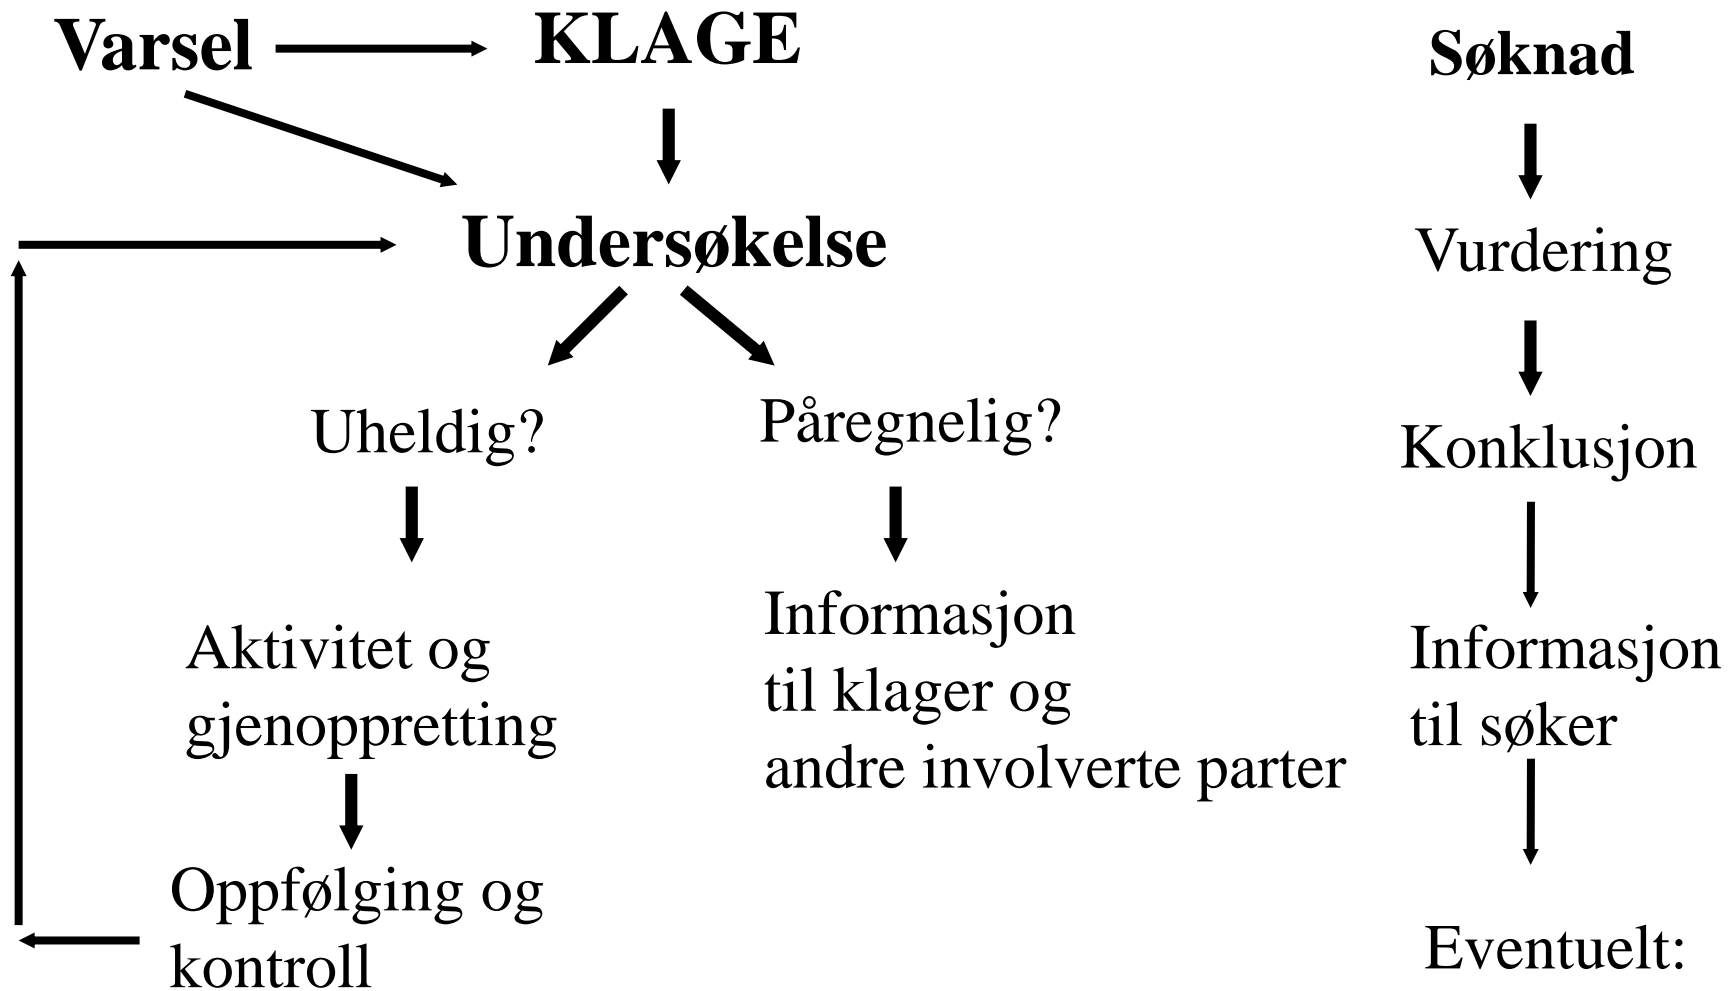 Varsel
KLAGE
Undersøkelse
Uheldig?
Påregnelig?
Aktivitet og
gjenoppretting
Informasjon
til klager og
andre involverte parter
Oppfølging og
kontroll
Søknad
Vurdering
Konklusjon
Informasjon
til søker
Eventuelt: